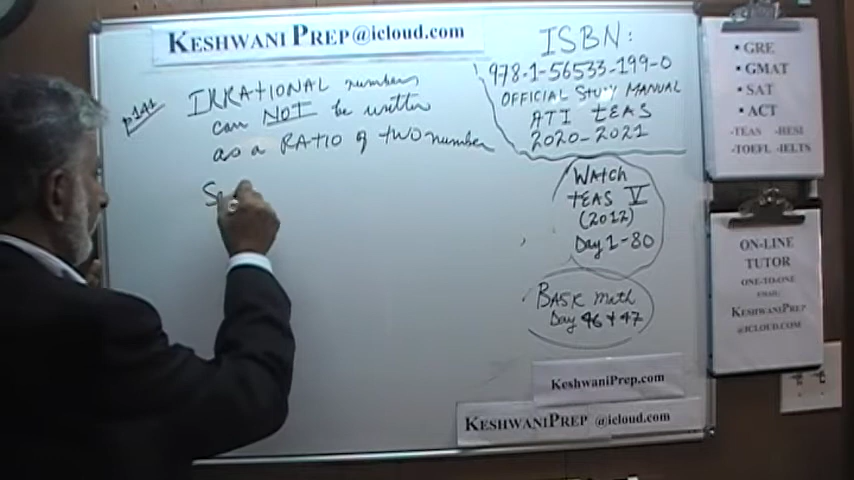 KESHWANIPREP@icloud.com
p141
IRRATIONAL numbers
can NOT be written
as a RATIO of two number
S
ISBN:
978-1-56533-199-0
OFFICIAL Study MANUAL
ATI TEAS
2020-2021
WATCH
TEAS V
(2012)
Day 1-80
BASIC Math
Day 46 & 47
KESHWANIPREP.com
KESHWANIPREP @icloud.com
• GRE
• GMAT
• SAT
• ACT
-TEAS -HESI
-TOEFL -IELTS
ON-LINE
TUTOR
ONE-TO-ONE
EMAIL:
KESHWANIPREP
@ICLOUD.COM